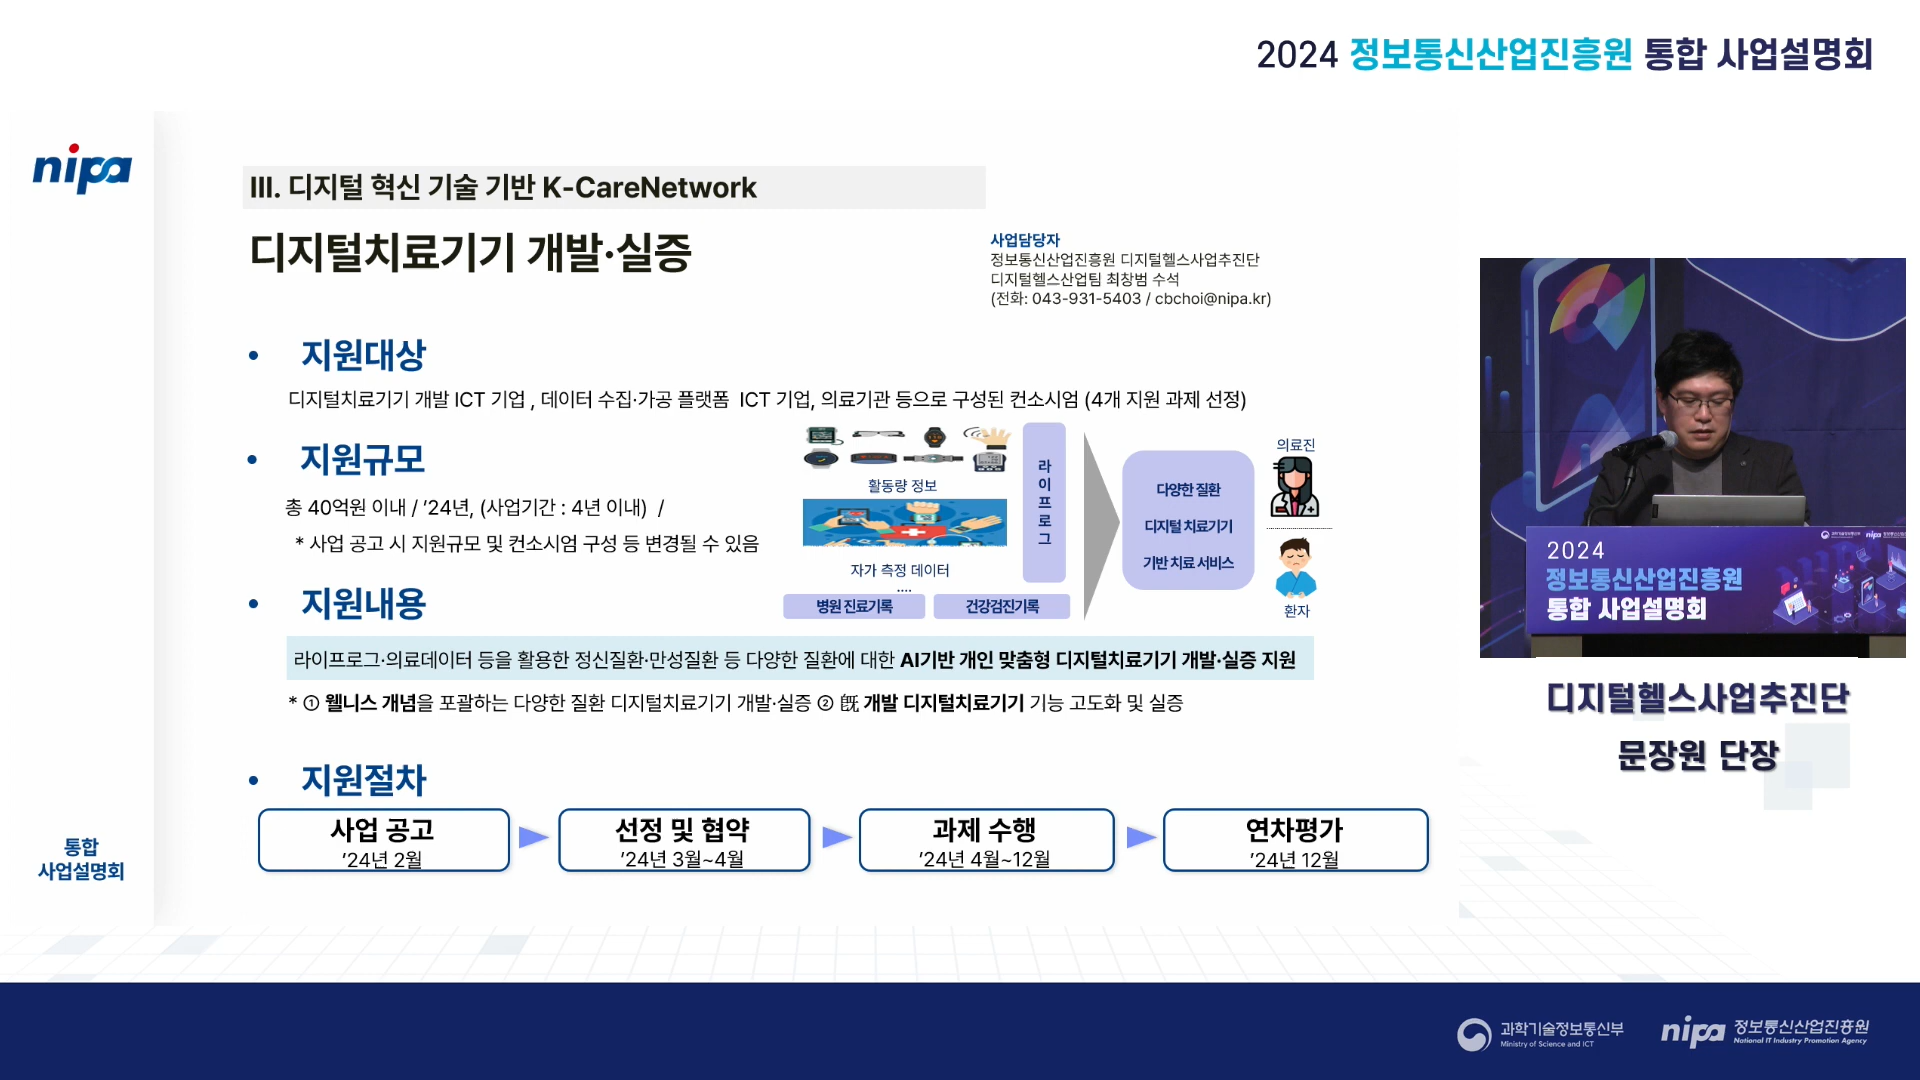 2024 정보통신산업진흥원 통합 사업설명회
nipa
III. 디지털 혁신 기술 기반 K-CareNetwork
디지털치료기기 개발·실증
사업담당자
정보통신산업진흥원 디지털헬스사업추진단
디지털헬스산업팀 최창범 수석
(전화: 043-931-5403 / cbchoi@nipa.kr)
• 지원대상
디지털치료기기 개발 ICT 기업 , 데이터 수집·가공 플랫폼 ICT 기업, 의료기관 등으로 구성된 컨소시엄 (4개 지원 과제 선정)
• 지원규모
총 40억원 이내 / ‘24년, (사업기간 : 4년 이내) /
* 사업 공고 시 지원규모 및 컨소시엄 구성 등 변경될 수 있음
활동량 정보
자가 측정 데이터
....
병원 진료기록
건강검진기록
라이프로그
다양한 질환
디지털 치료기기
기반 치료 서비스
의료진
환자
• 지원내용
라이프로그·의료데이터 등을 활용한 정신질환·만성질환 등 다양한 질환에 대한 AI기반 개인 맞춤형 디지털치료기기 개발·실증 지원
* ① 웰니스 개념을 포괄하는 다양한 질환 디지털치료기기 개발·실증 ② 旣 개발 디지털치료기기 기능 고도화 및 실증
• 지원절차
사업 공고
‘24년 2월
선정 및 협약
’24년 3월~4월
과제 수행
‘24년 4월~12월
연차평가
’24년 12월
통합
사업설명회
2024
정보통신산업진흥원
통합 사업설명회
디지털헬스사업추진단
문장원 단장
과학기술정보통신부
Ministry of Science and ICT
nipa 정보통신산업진흥원
National IT Industry Promotion Agency